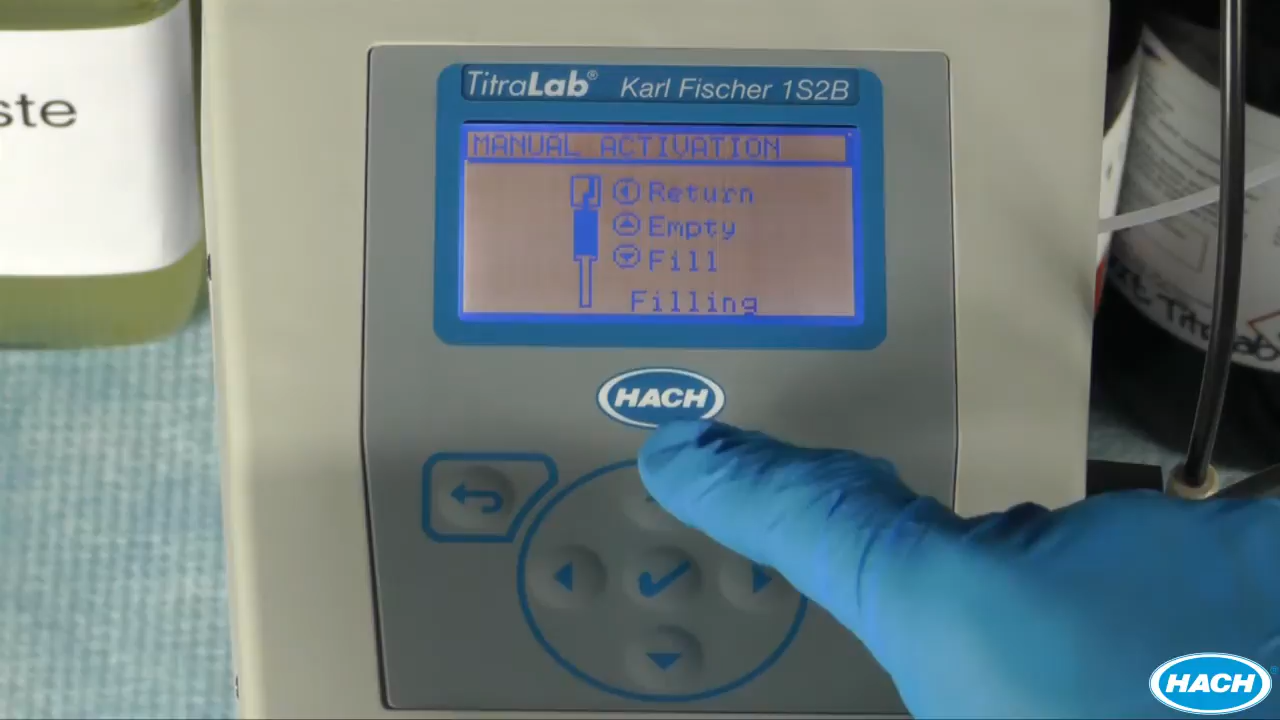 ste
TitraLab® Karl Fischer 1S2B
MANUAL ACTIVATION
Return
Empty
Fill
Filling
HACH
HACH®